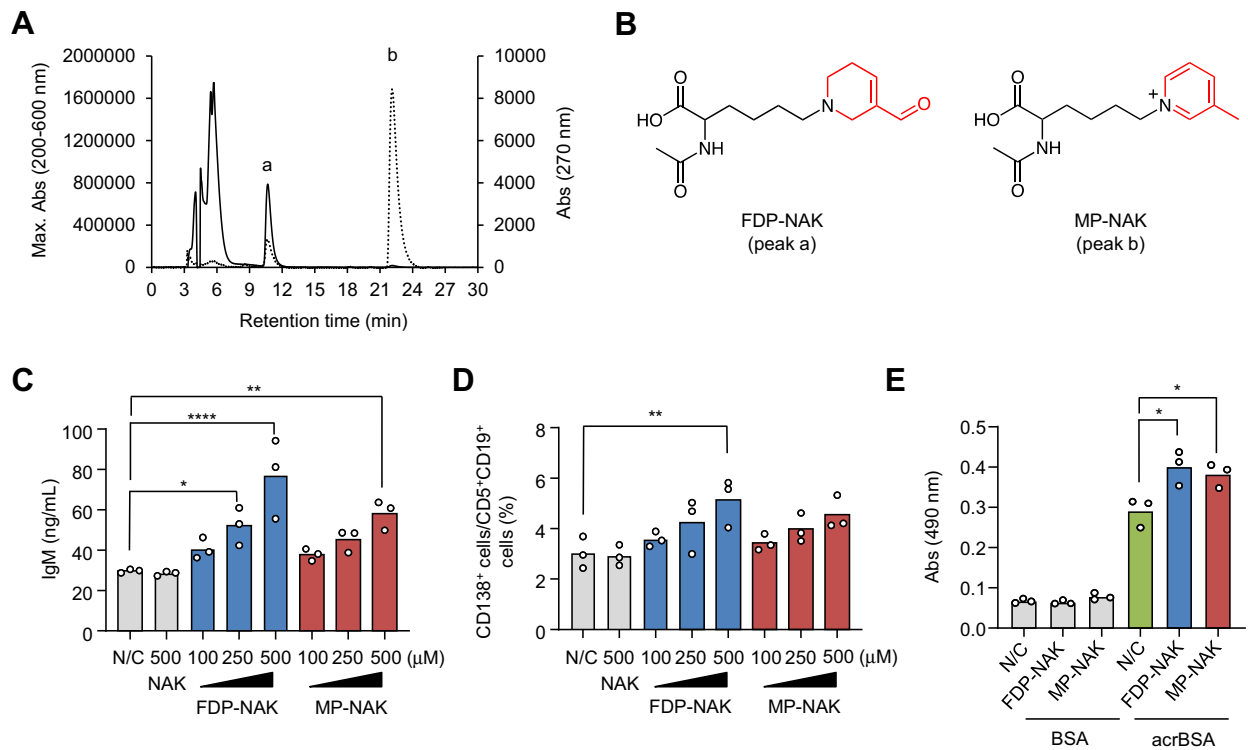 A
Max. Abs (200-600 nm)
2000000
1600000
1200000
800000
400000
0
10000
8000
6000
4000
2000
0
Abs (270 nm)
a
b
0 3 6 9 12 15 18 21 24 27 30
Retention time (min)
B
O
HO
NH
O
N
O
FDP-NAK
(peak a)
O
HO
NH
O
N
+
MP-NAK
(peak b)
C
IgM (ng/mL)
100
80
60
40
20
0
**
****
*
N/C 500 100 250 500 100 250 500 (μM)
NAK
FDP-NAK MP-NAK
D
CD138+ cells/CD5+CD19+
cells (%)
8
6
4
2
0
**
N/C 500 100 250 500 100 250 500 (μM)
NAK
FDP-NAK MP-NAK
E
Abs (490 nm)
0.5
0.4
0.3
0.2
0.1
0.0
*
*
N/C FDP-NAK MP-NAK N/C FDP-NAK MP-NAK
BSA acrBSA